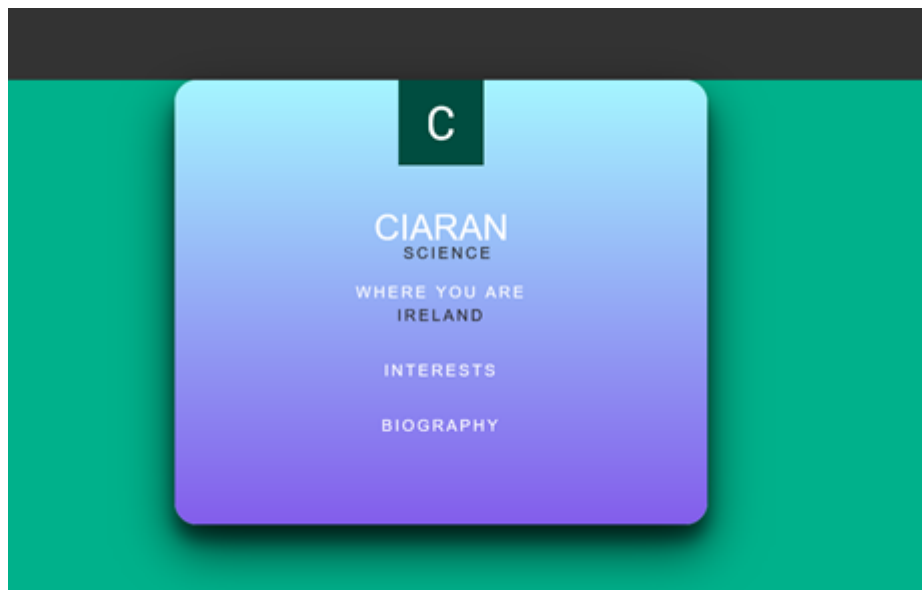 C
CIARAN
SCIENCE
WHERE YOU ARE
IRELAND
INTERESTS
BIOGRAPHY